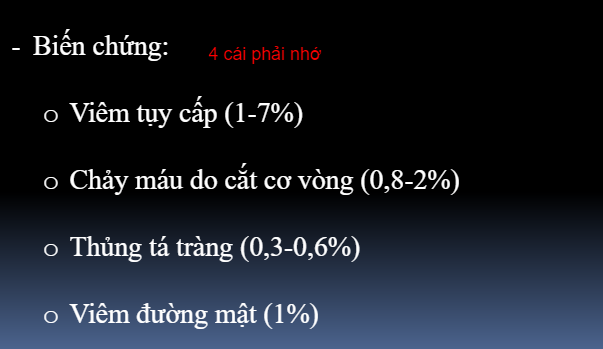 - Biến chứng: 4 cái phải nhớ
o Viêm tụy cấp (1-7%)
o Chảy máu do cắt cơ vòng (0,8-2%)
o Thủng tá tràng (0,3-0,6%)
o Viêm đường mật (1%)